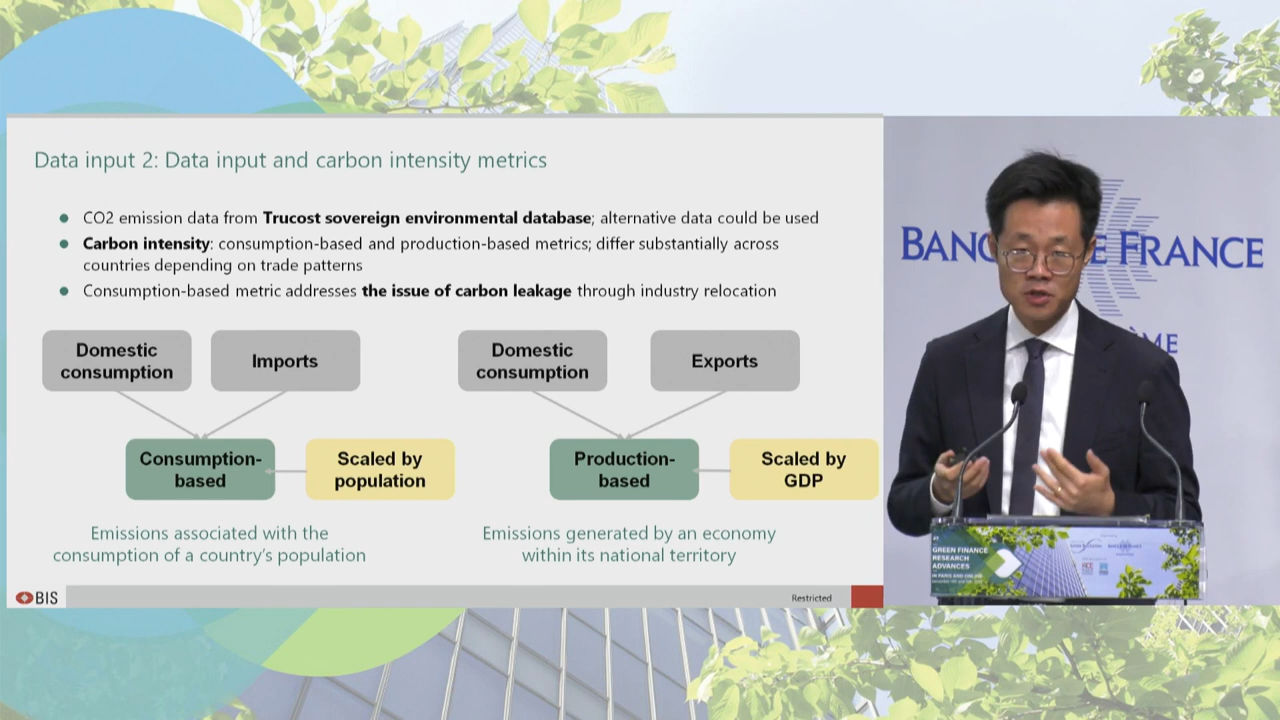 Data input 2: Data input and carbon intensity metrics
CO2 emission data from Trucost sovereign environmental database; alternative data could be used
Carbon intensity: consumption-based and production-based metrics; differ substantially across
countries depending on trade patterns
Consumption-based metric addresses the issue of carbon leakage through industry relocation
Domestic
consumption
Imports
Domestic
consumption
Exports
Consumption-
based
Scaled by
population
Production-
based
Scaled by
GDP
Emissions associated with the
consumption of a country's population
Emissions generated by an economy
within its national territory
BIS
Restricted
BANQUE DE FRANCE
GREEN FINANCE
RESEARCH
ADVANCES
IN PARIS AND ONLINE